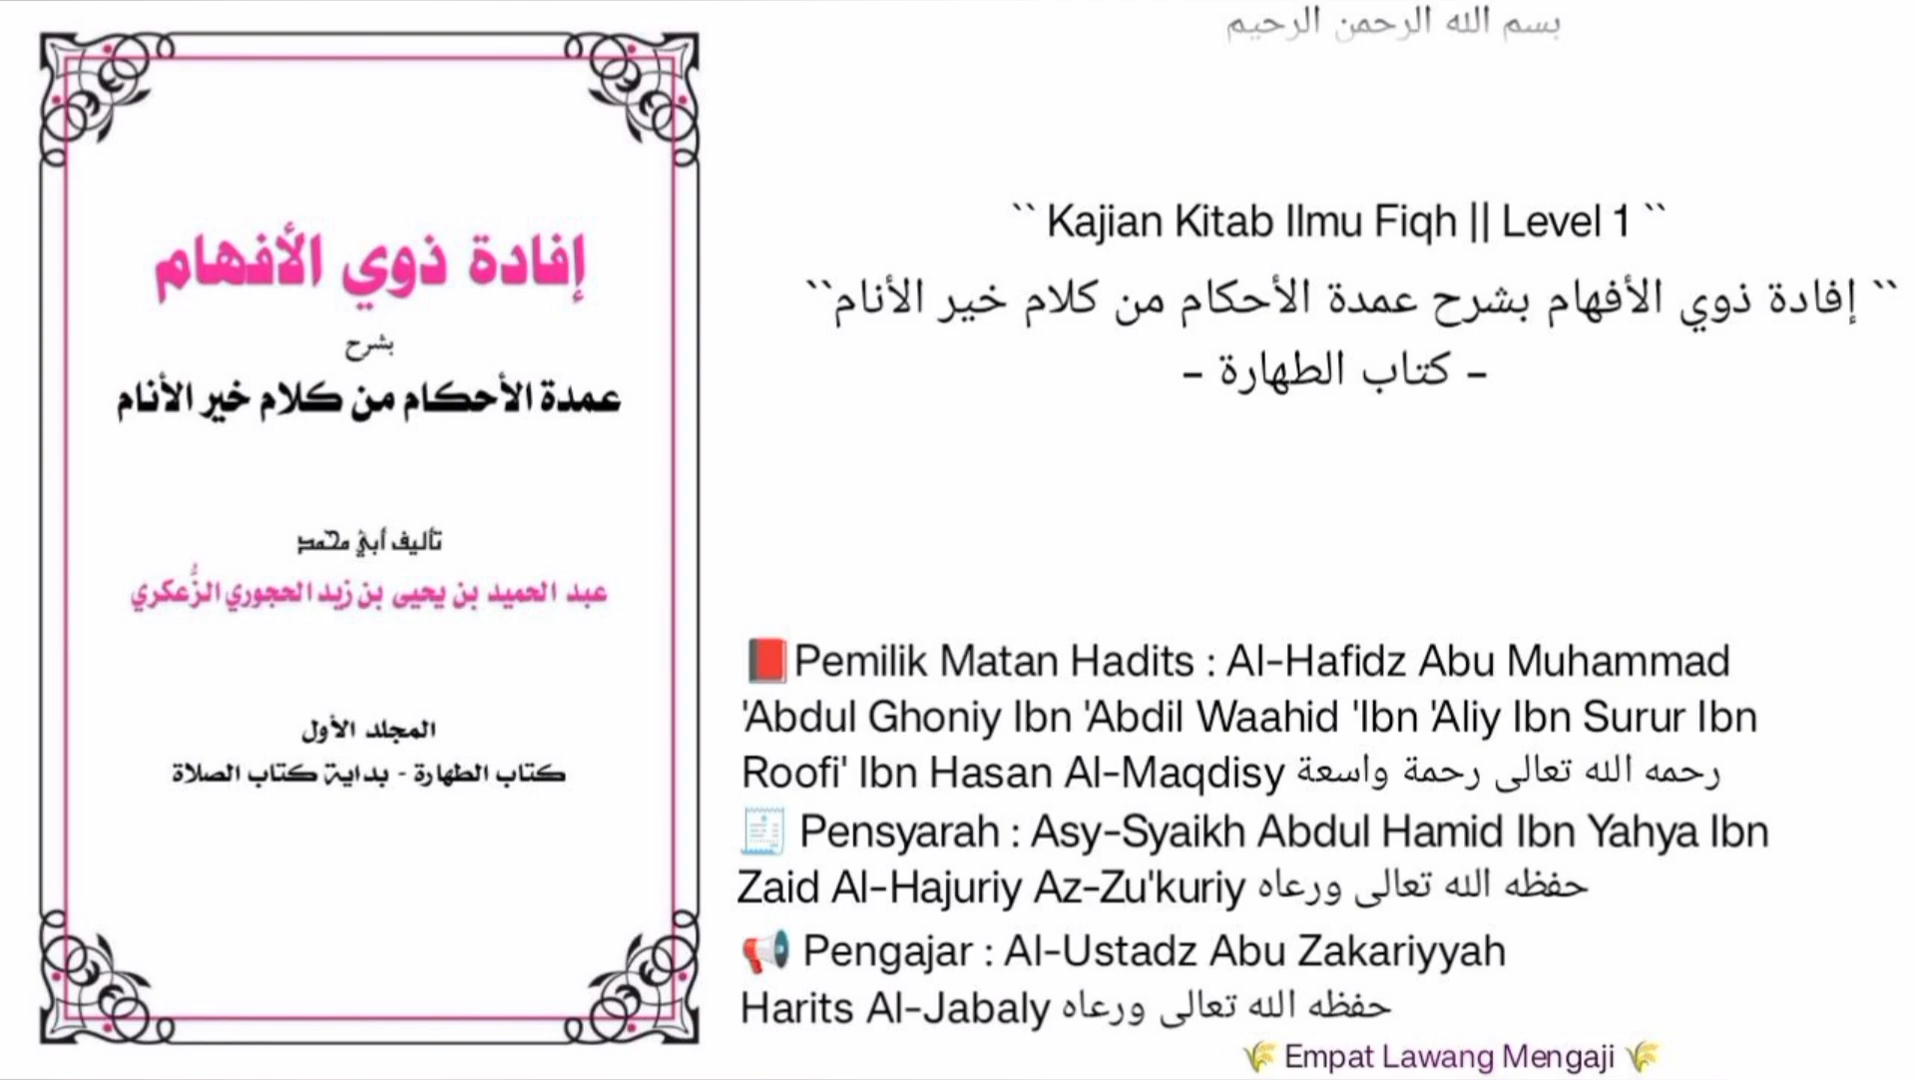 إفادة ذوي الأفهام
بشرح
عمدة الأحكام من كلام خير الأنام
تأليف أبي محمد
عبد الحميد بن يحيى بن زيد الحجوري الزُّعكري
المجلد الأول
كتاب الطهارة - بداية كتاب الصلاة
بسم الله الرحمن الرحيم
`` Kajian Kitab Ilmu Fiqh || Level 1 ``
`` إفادة ذوي الأفهام بشرح عمدة الأحكام من كلام خير الأنام``
– كتاب الطهارة –
📕Pemilik Matan Hadits : Al-Hafidz Abu Muhammad
'Abdul Ghoniy Ibn 'Abdil Waahid 'Ibn 'Aliy Ibn Surur Ibn
Roofi' Ibn Hasan Al-Maqdisy رحمه الله تعالى رحمة واسعة
🧾 Pensyarah : Asy-Syaikh Abdul Hamid Ibn Yahya Ibn
Zaid Al-Hajuriy Az-Zu'kuriy حفظه الله تعالى ورعاه
📢 Pengajar : Al-Ustadz Abu Zakariyyah
Harits Al-Jabaly حفظه الله تعالى ورعاه
🌾 Empat Lawang Mengaji 🌾